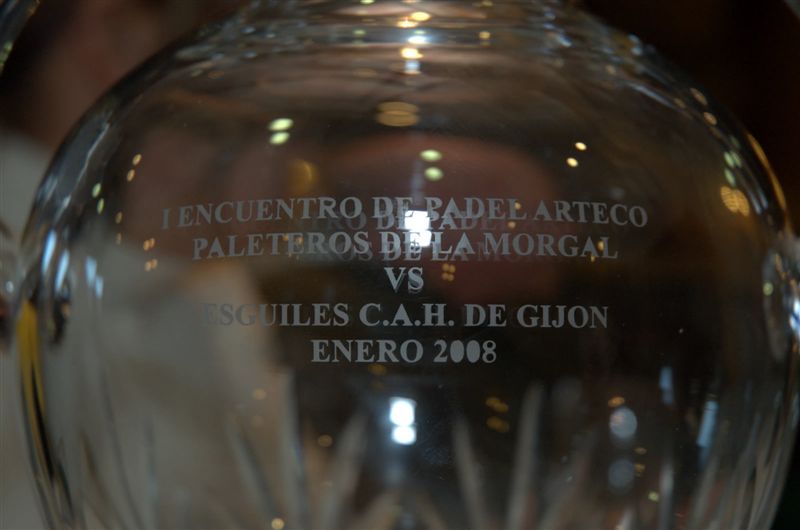 I ENCUENTRO DE PADEL ARTECO
PALETEROS DE LA MORGAL
VS
ESGUILES C.A.H. DE GIJON
ENERO 2008